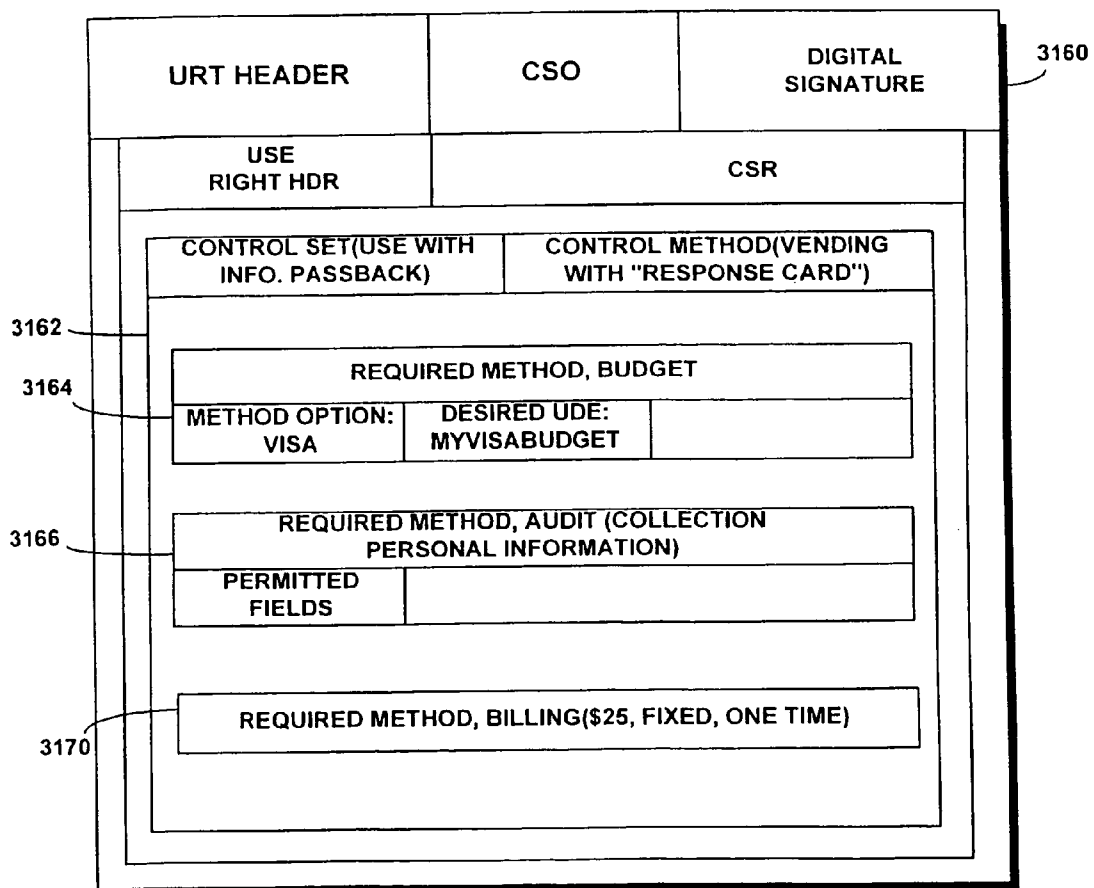 URT HEADER
CSO
DIGITAL
SIGNATURE
3160
USE
RIGHT HDR
CSR
CONTROL SET(USE WITH
INFO. PASSBACK)
CONTROL METHOD(VENDING
WITH "RESPONSE CARD")
3162
REQUIRED METHOD, BUDGET
3164
METHOD OPTION:
VISA
DESIRED UDE:
MYVISABUDGET
3166
REQUIRED METHOD, AUDIT (COLLECTION
PERSONAL INFORMATION)
PERMITTED
FIELDS
REQUIRED METHOD, BILLING($25, FIXED, ONE TIME)
3170